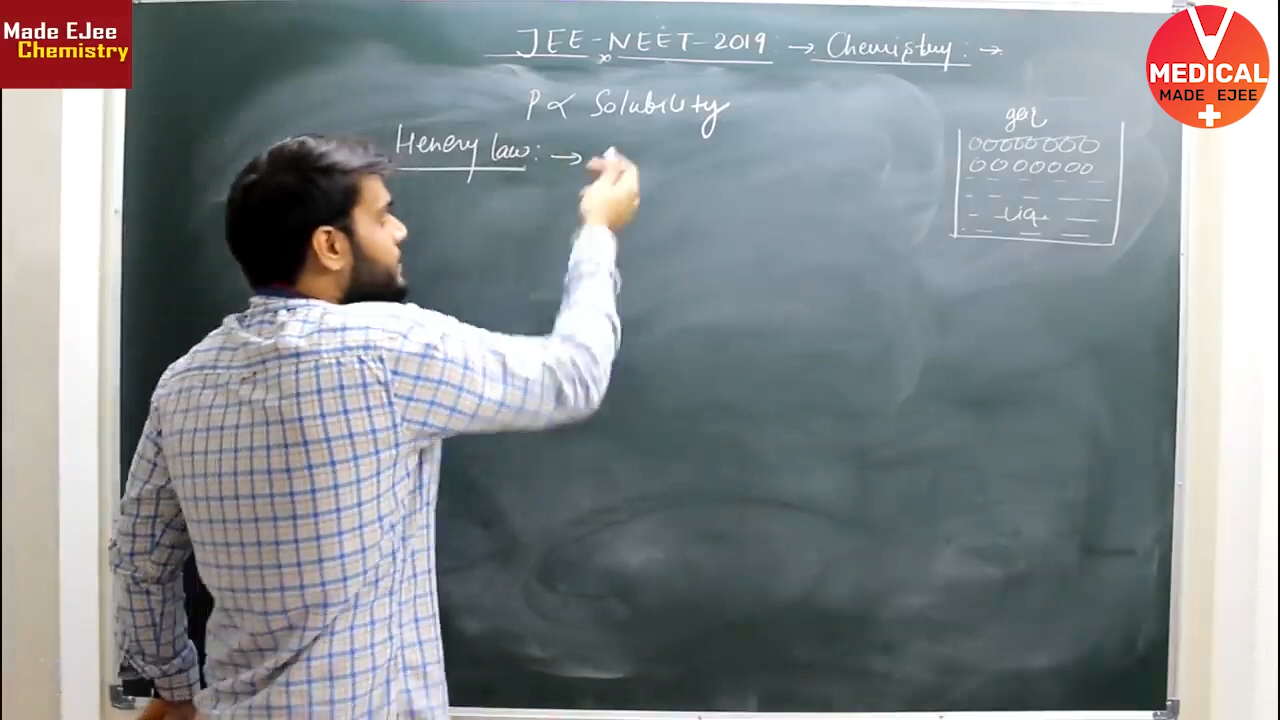 Made EJee
Chemistry
JEE-NEET-2019 → Chemistry: →
P∝ Solubility
Henery law: →
gas
Liq.
MEDICAL
MADE EJEE